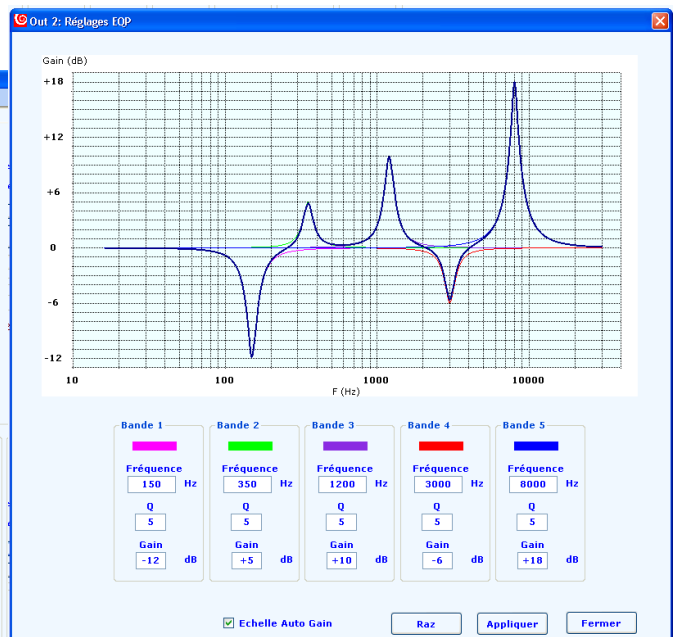 Out 2: Réglages EQP
Gain (dB)
+18
+12
+6
0
-6
-12
10 100 1000 10000
F (Hz)
Bande 1 Bande 2 Bande 3 Bande 4 Bande 5
Fréquence Fréquence Fréquence Fréquence Fréquence
150 Hz 350 Hz 1200 Hz 3000 Hz 8000 Hz
Q Q Q Q Q
5 5 5 5 5
Gain Gain Gain Gain Gain
-12 dB +5 dB +10 dB -6 dB +18 dB
Echelle Auto Gain Raz Appliquer Fermer